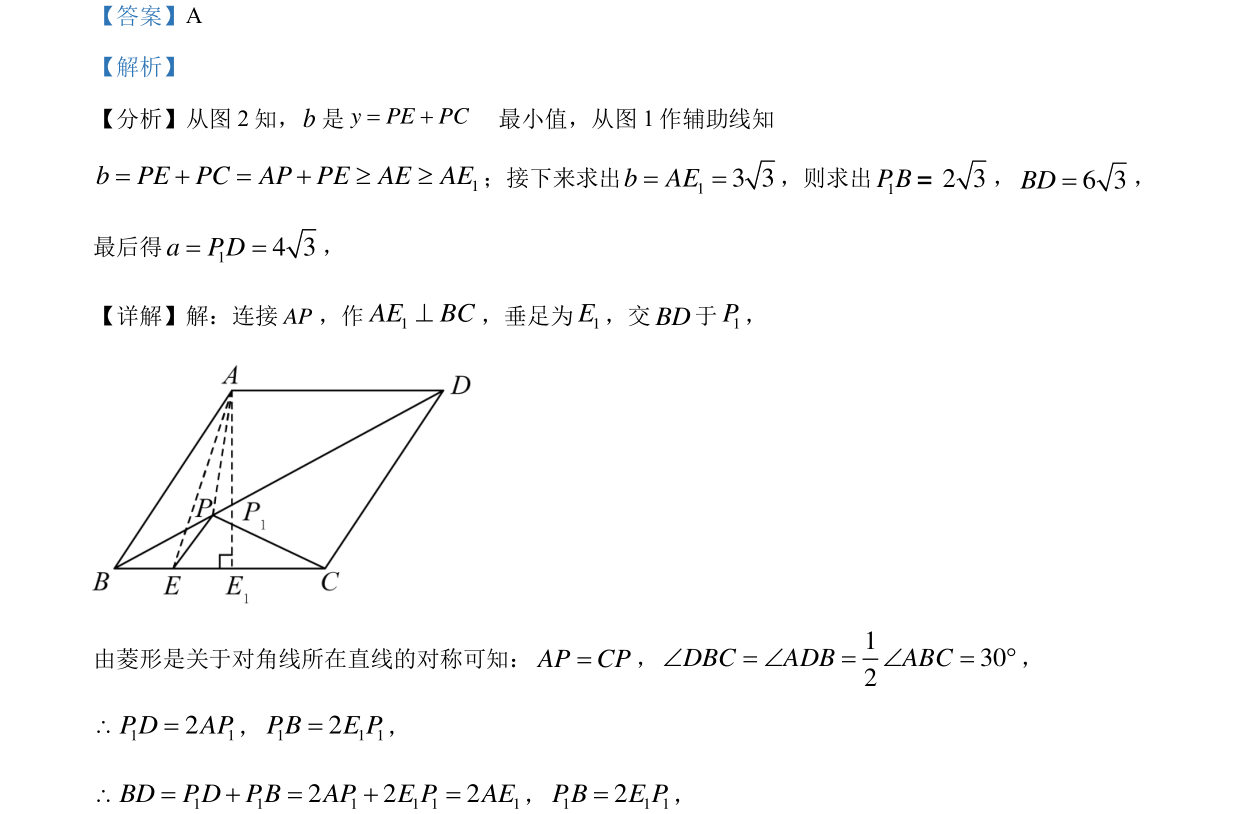 【答案】A
【解析】
【分析】从图 2 知，b 是 y = PE + PC 最小值，从图 1 作辅助线知
b = PE + PC = AP + PE ≥ AE ≥ AE₁；接下来求出 b = AE₁ = 3√3，则求出 P₁B = 2√3，BD = 6√3，
最后得 a = P₁D = 4√3，
【详解】解：连接 AP，作 AE₁ ⊥ BC，垂足为 E₁，交 BD 于 P₁，
A
D
P P₁
B E E₁ C
由菱形是关于对角线所在直线的对称可知：AP = CP，∠DBC = ∠ADB = 1/2 ∠ABC = 30°，
∴ P₁D = 2AP₁，P₁B = 2E₁P₁，
∴ BD = P₁D + P₁B = 2AP₁ + 2E₁P₁ = 2AE₁，P₁B = 2E₁P₁，